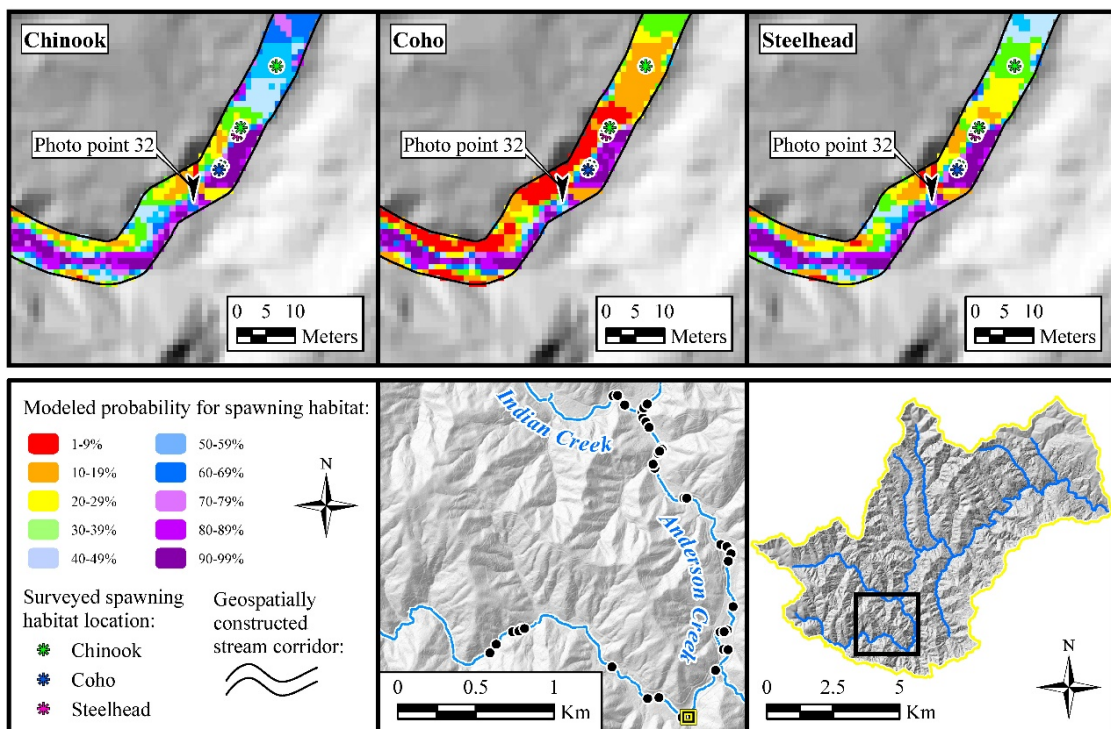 Chinook
Photo point 32
0 5 10
Meters
Coho
Photo point 32
0 5 10
Meters
Steelhead
Photo point 32
0 5 10
Meters
Modeled probability for spawning habitat:
1-9%
10-19%
20-29%
30-39%
40-49%
50-59%
60-69%
70-79%
80-89%
90-99%
N
Surveyed spawning
habitat location:
Chinook
Coho
Steelhead
Geospatially
constructed
stream corridor:
Indian Creek
Anderson Creek
0 0.5 1
Km
0 2.5 5
Km
N